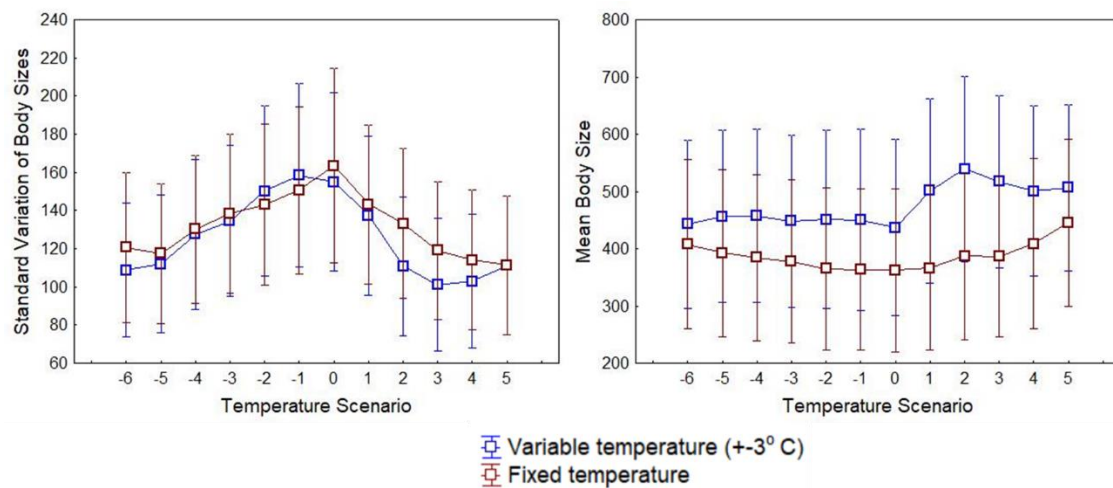 240
220
200
180
160
140
120
100
80
60
Standard Variation of Body Sizes
-6 -5 -4 -3 -2 -1 0 1 2 3 4 5
Temperature Scenario
800
700
600
500
400
300
200
Mean Body Size
-6 -5 -4 -3 -2 -1 0 1 2 3 4 5
Temperature Scenario
Variable temperature (+-3° C)
Fixed temperature